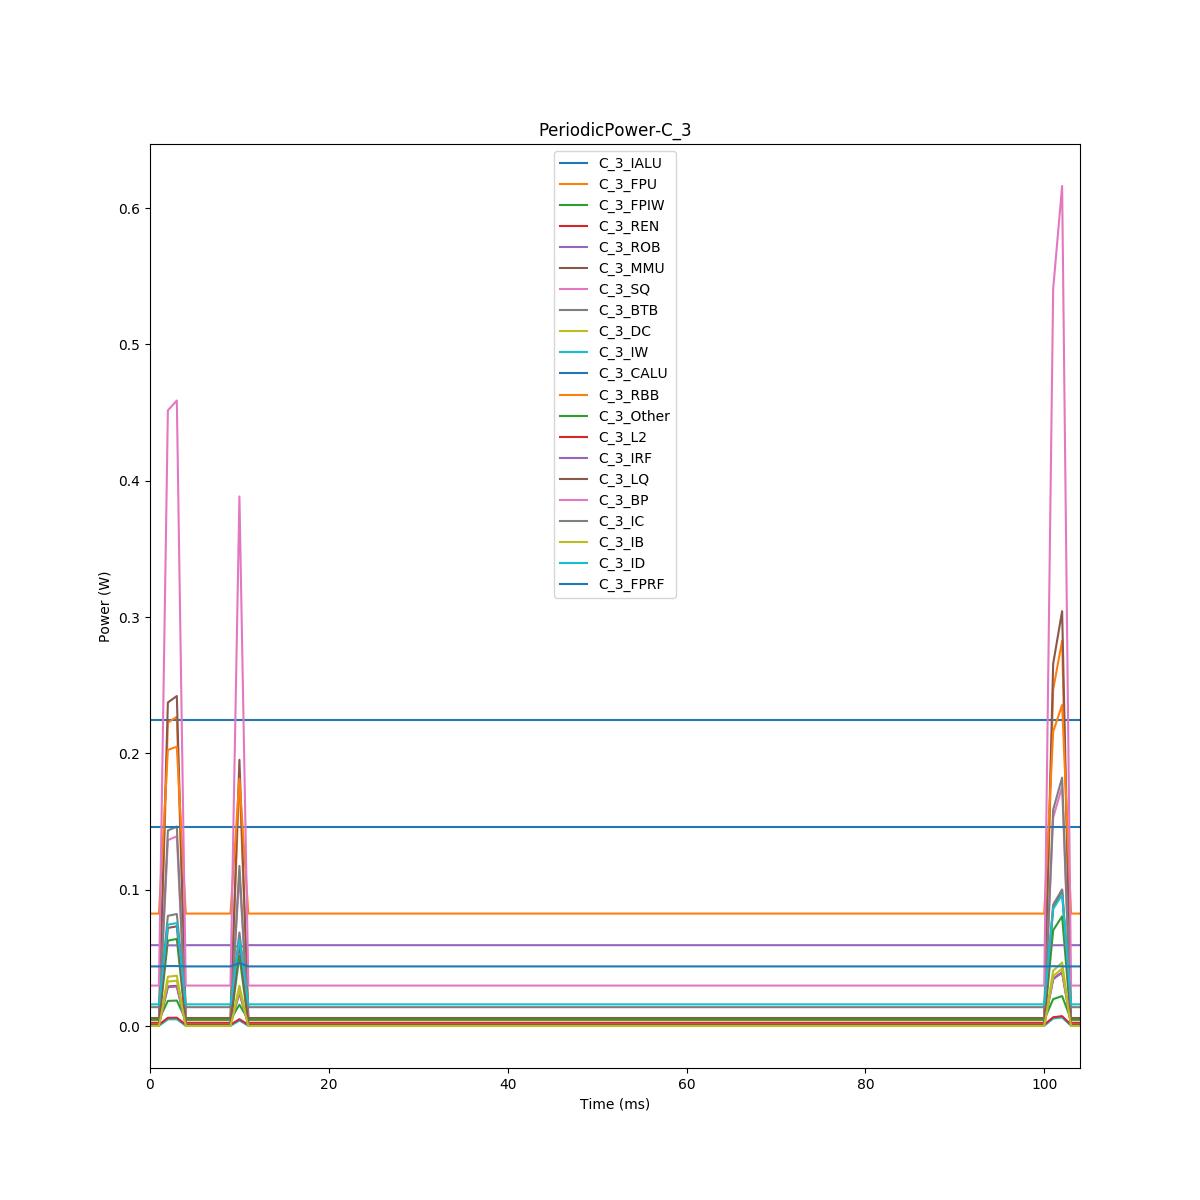 PeriodicPower-C_3
C_3_IALU
C_3_FPU
C_3_FPIW
C_3_REN
C_3_ROB
C_3_MMU
C_3_SQ
C_3_BTB
C_3_DC
C_3_IW
C_3_CALU
C_3_RBB
C_3_Other
C_3_L2
C_3_IRF
C_3_LQ
C_3_BP
C_3_IC
C_3_IB
C_3_ID
C_3_FPRF
0.6
0.5
0.4
0.3
0.2
0.1
0.0
Power (W)
0 20 40 60 80 100
Time (ms)